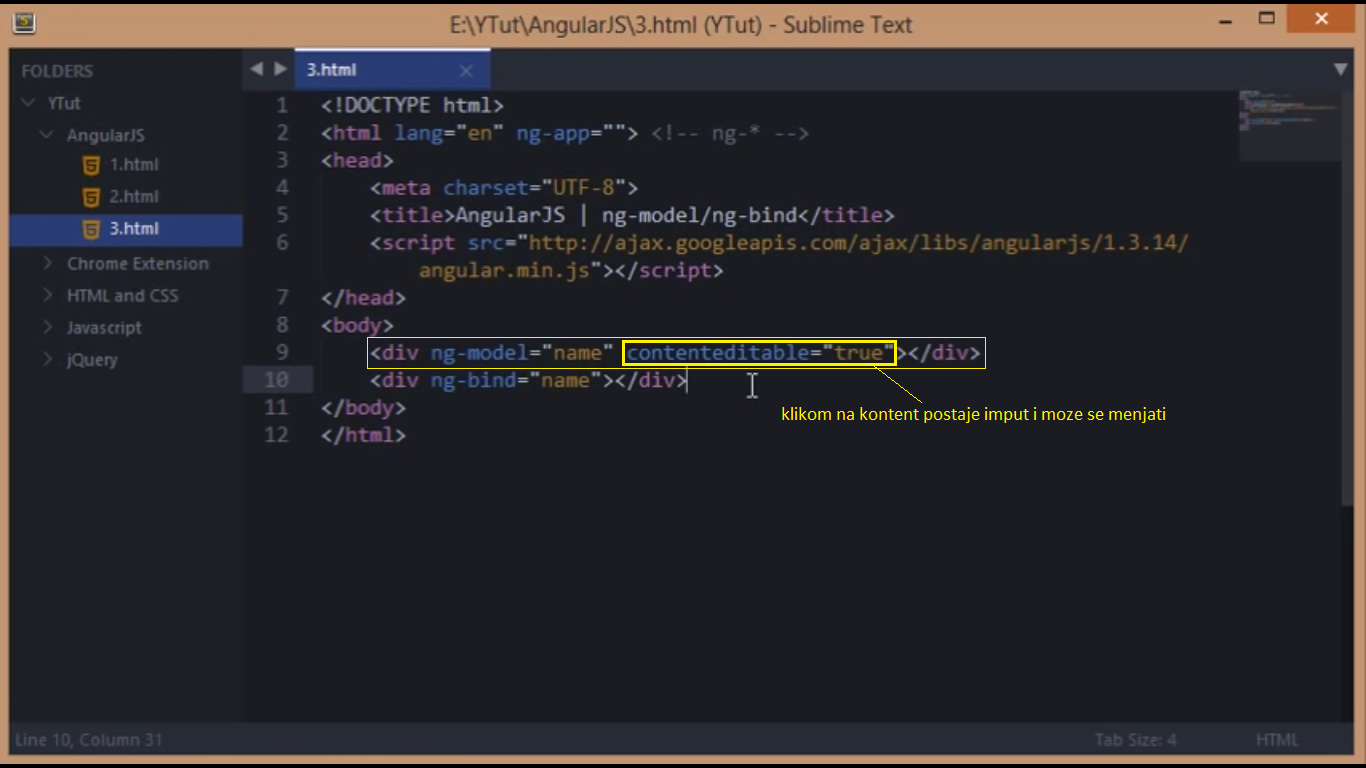 E:\YTut\AngularJS\3.html (YTut) - Sublime Text
FOLDERS
YTut
AngularJS
1.html
2.html
3.html
Chrome Extension
HTML and CSS
Javascript
jQuery
3.html
1 <!DOCTYPE html>
2 <html lang="en" ng-app=""> <!-- ng-* -->
3 <head>
4 <meta charset="UTF-8">
5 <title>AngularJS | ng-model/ng-bind</title>
6 <script src="http://ajax.googleapis.com/ajax/libs/angularjs/1.3.14/
angular.min.js"></script>
7 </head>
8 <body>
9 <div ng-model="name" contenteditable="true"></div>
10 <div ng-bind="name"></div>
klikom na kontent postaje imput i moze se menjati
11 </body>
12 </html>
Line 10, Column 31
Tab Size: 4
HTML